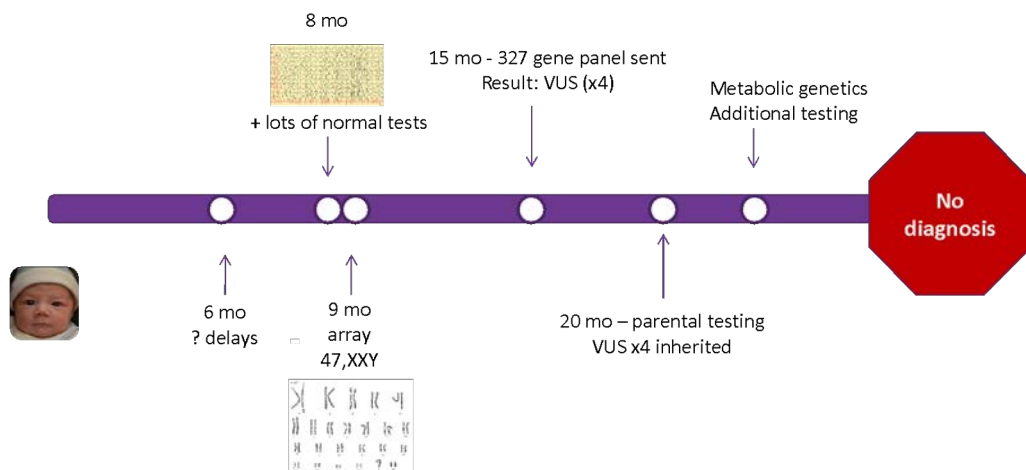 8 mo
+ lots of normal tests
15 mo - 327 gene panel sent
Result: VUS (x4)
Metabolic genetics
Additional testing
No
diagnosis
6 mo
? delays
9 mo
array
47,XXY
20 mo – parental testing
VUS x4 inherited